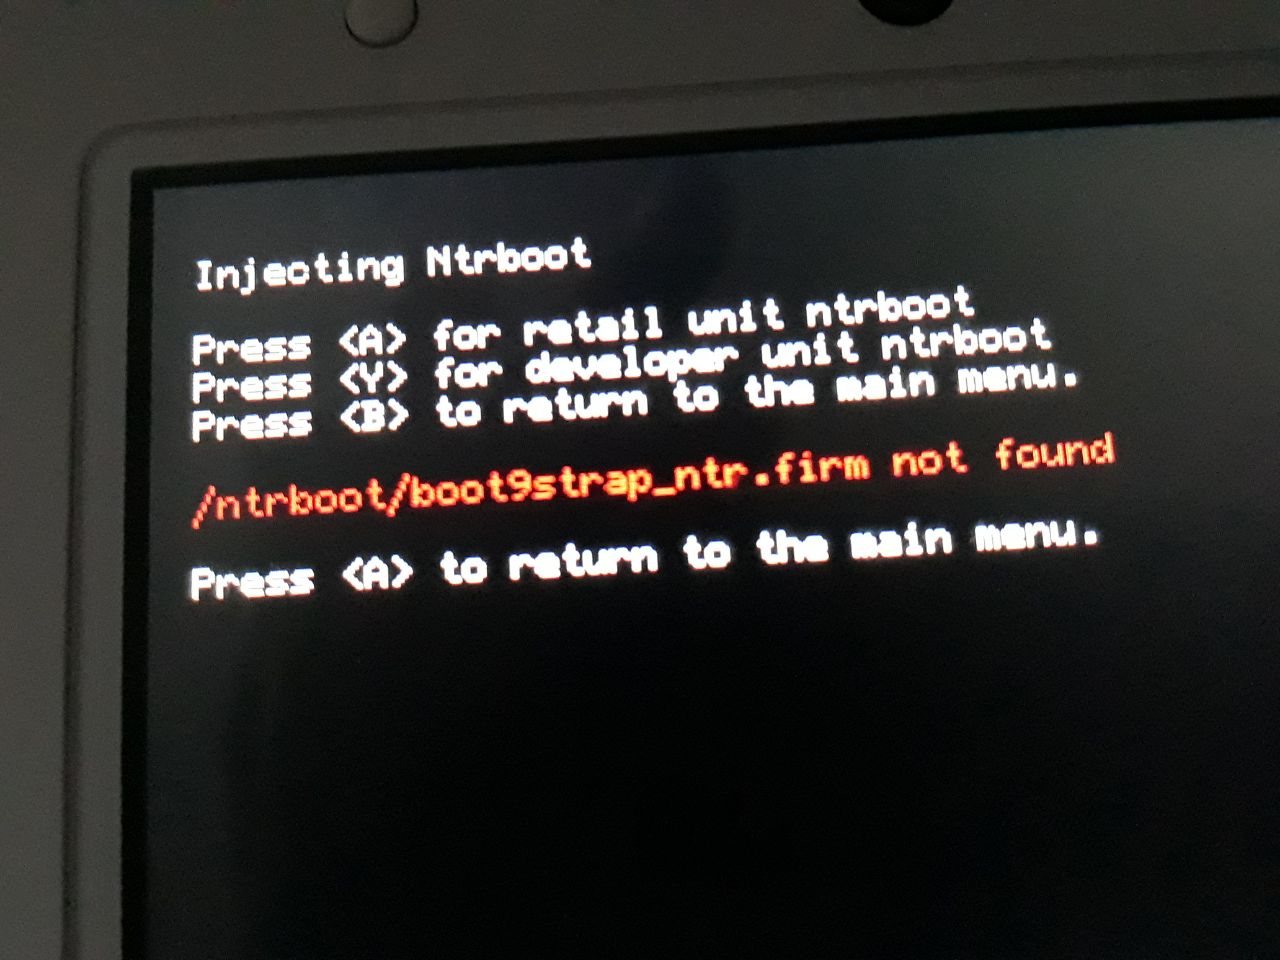 Injecting Ntrboot
Press <A> for retail unit ntrboot
Press <Y> for developer unit ntrboot
Press <B> to return to the main menu.
/ntrboot/boot9strap_ntr.firm not found
Press <A> to return to the main menu.